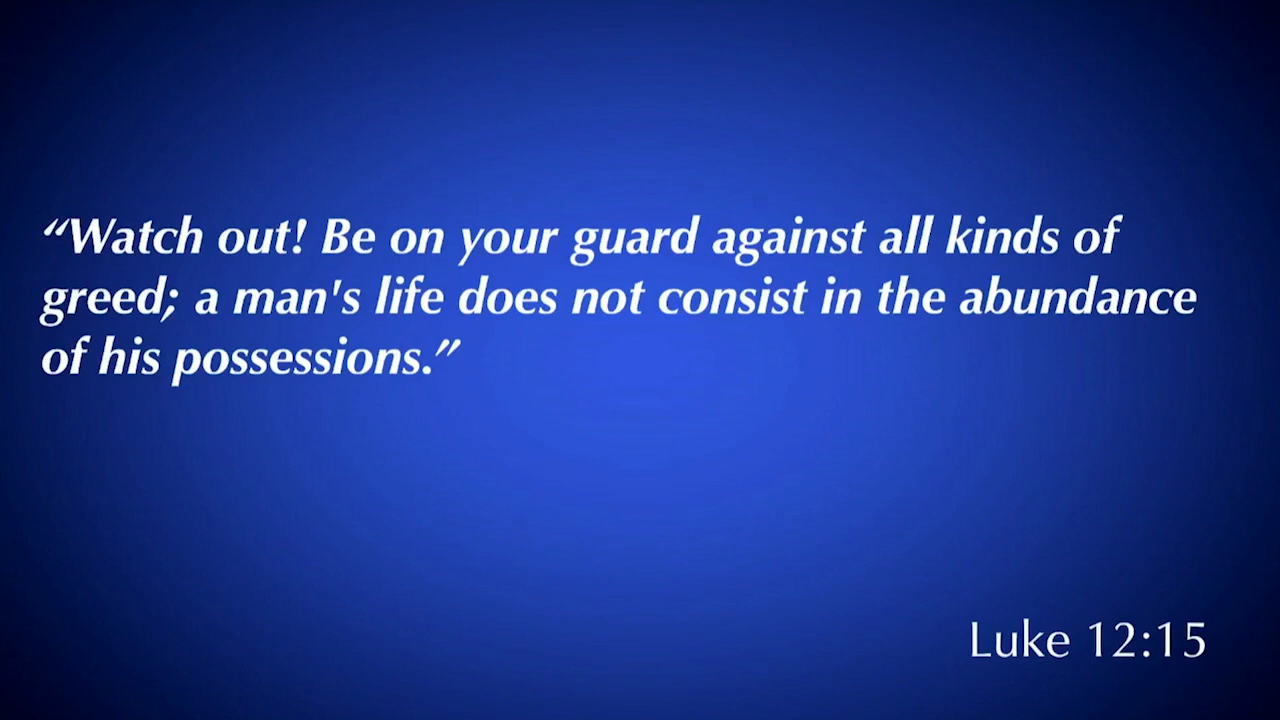 “Watch out! Be on your guard against all kinds of
greed; a man's life does not consist in the abundance
of his possessions.”
Luke 12:15